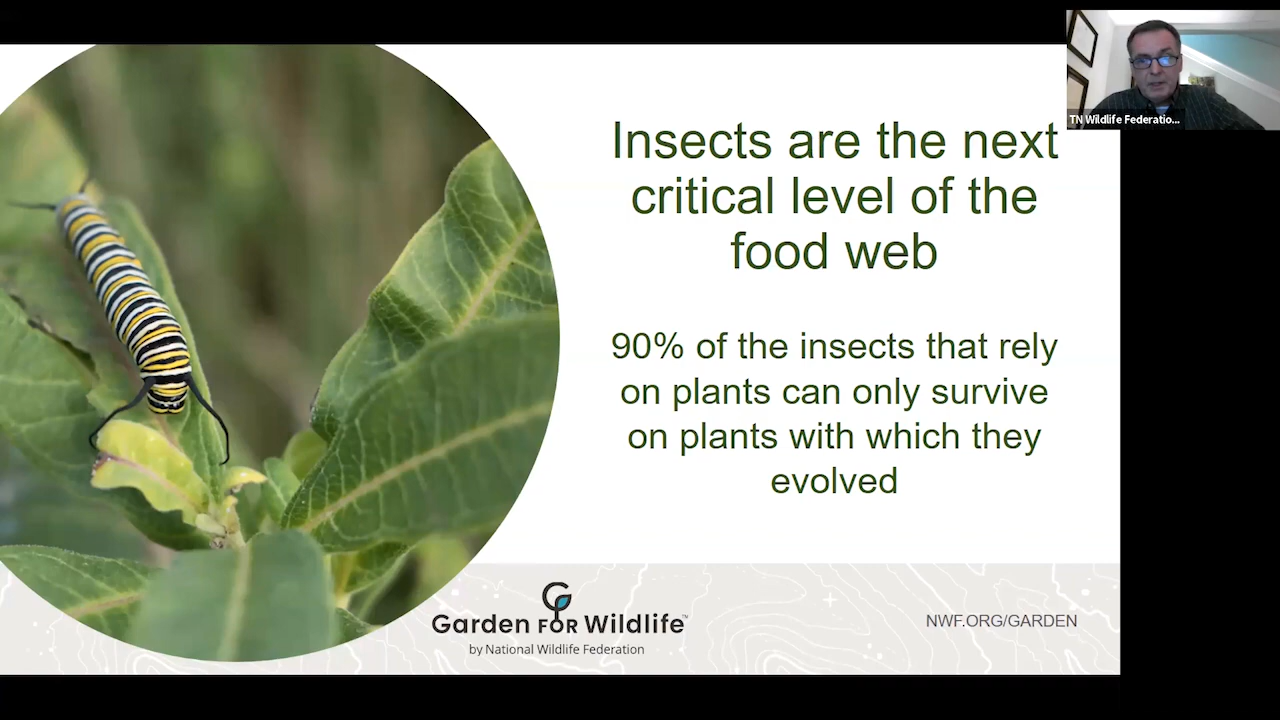 TN Wildlife Federatio...
Insects are the next
critical level of the
food web
90% of the insects that rely
on plants can only survive
on plants with which they
evolved
Garden FOR Wildlife™
by National Wildlife Federation
NWF.ORG/GARDEN